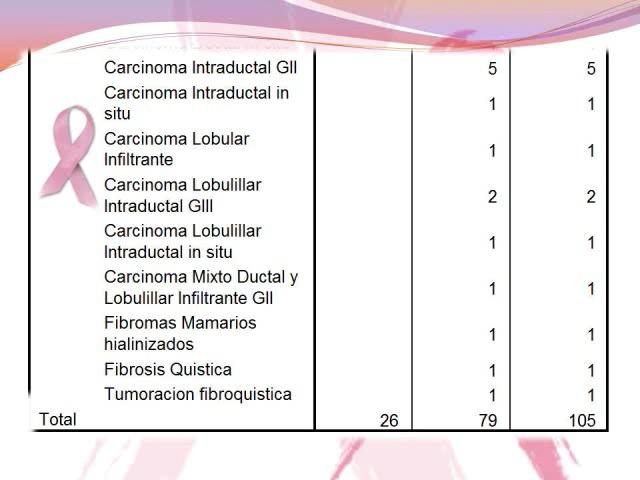 Carcinoma Intraductal GII 5 5
Carcinoma Intraductal in
situ 1 1
Carcinoma Lobular
Infiltrante 1 1
Carcinoma Lobulillar
Intraductal GIII 2 2
Carcinoma Lobulillar
Intraductal in situ 1 1
Carcinoma Mixto Ductal y
Lobulillar Infiltrante GII 1 1
Fibromas Mamarios
hialinizados 1 1
Fibrosis Quistica 1 1
Tumoracion fibroquistica 1 1
Total 26 79 105